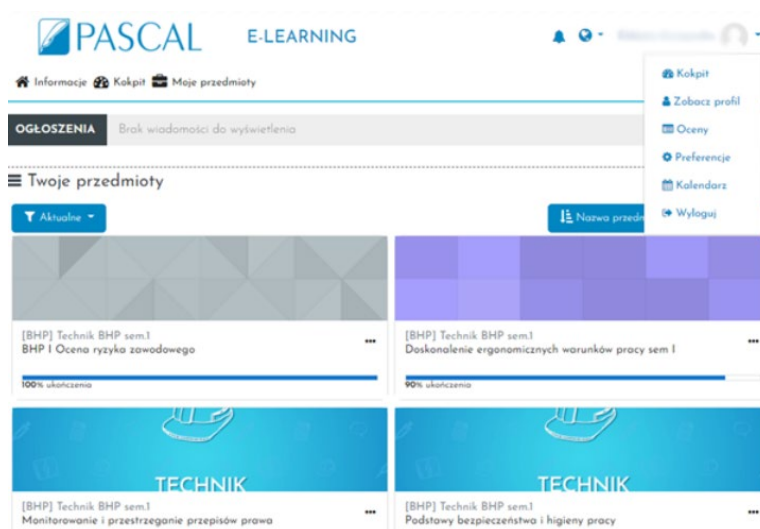 PASCAL E-LEARNING
Informacje Kokpit Moje przedmioty
Kokpit
Zobacz profil
Oceny
Preferencje
Kalendarz
Wyloguj
OGŁOSZENIA Brak wiadomości do wyświetlenia
Twoje przedmioty
Aktualne
Nazwa przedm
[BHP] Technik BHP sem.1
BHP I Ocena ryzyka zawodowego
100% ukończenia
[BHP] Technik BHP sem.1
Doskonalenie ergonomicznych warunków pracy sem I
90% ukończenia
TECHNIK
[BHP] Technik BHP sem.1
Monitorowanie i przestrzeganie przepisów prawa
TECHNIK
[BHP] Technik BHP sem.1
Podstawy bezpieczeństwa i higieny pracy